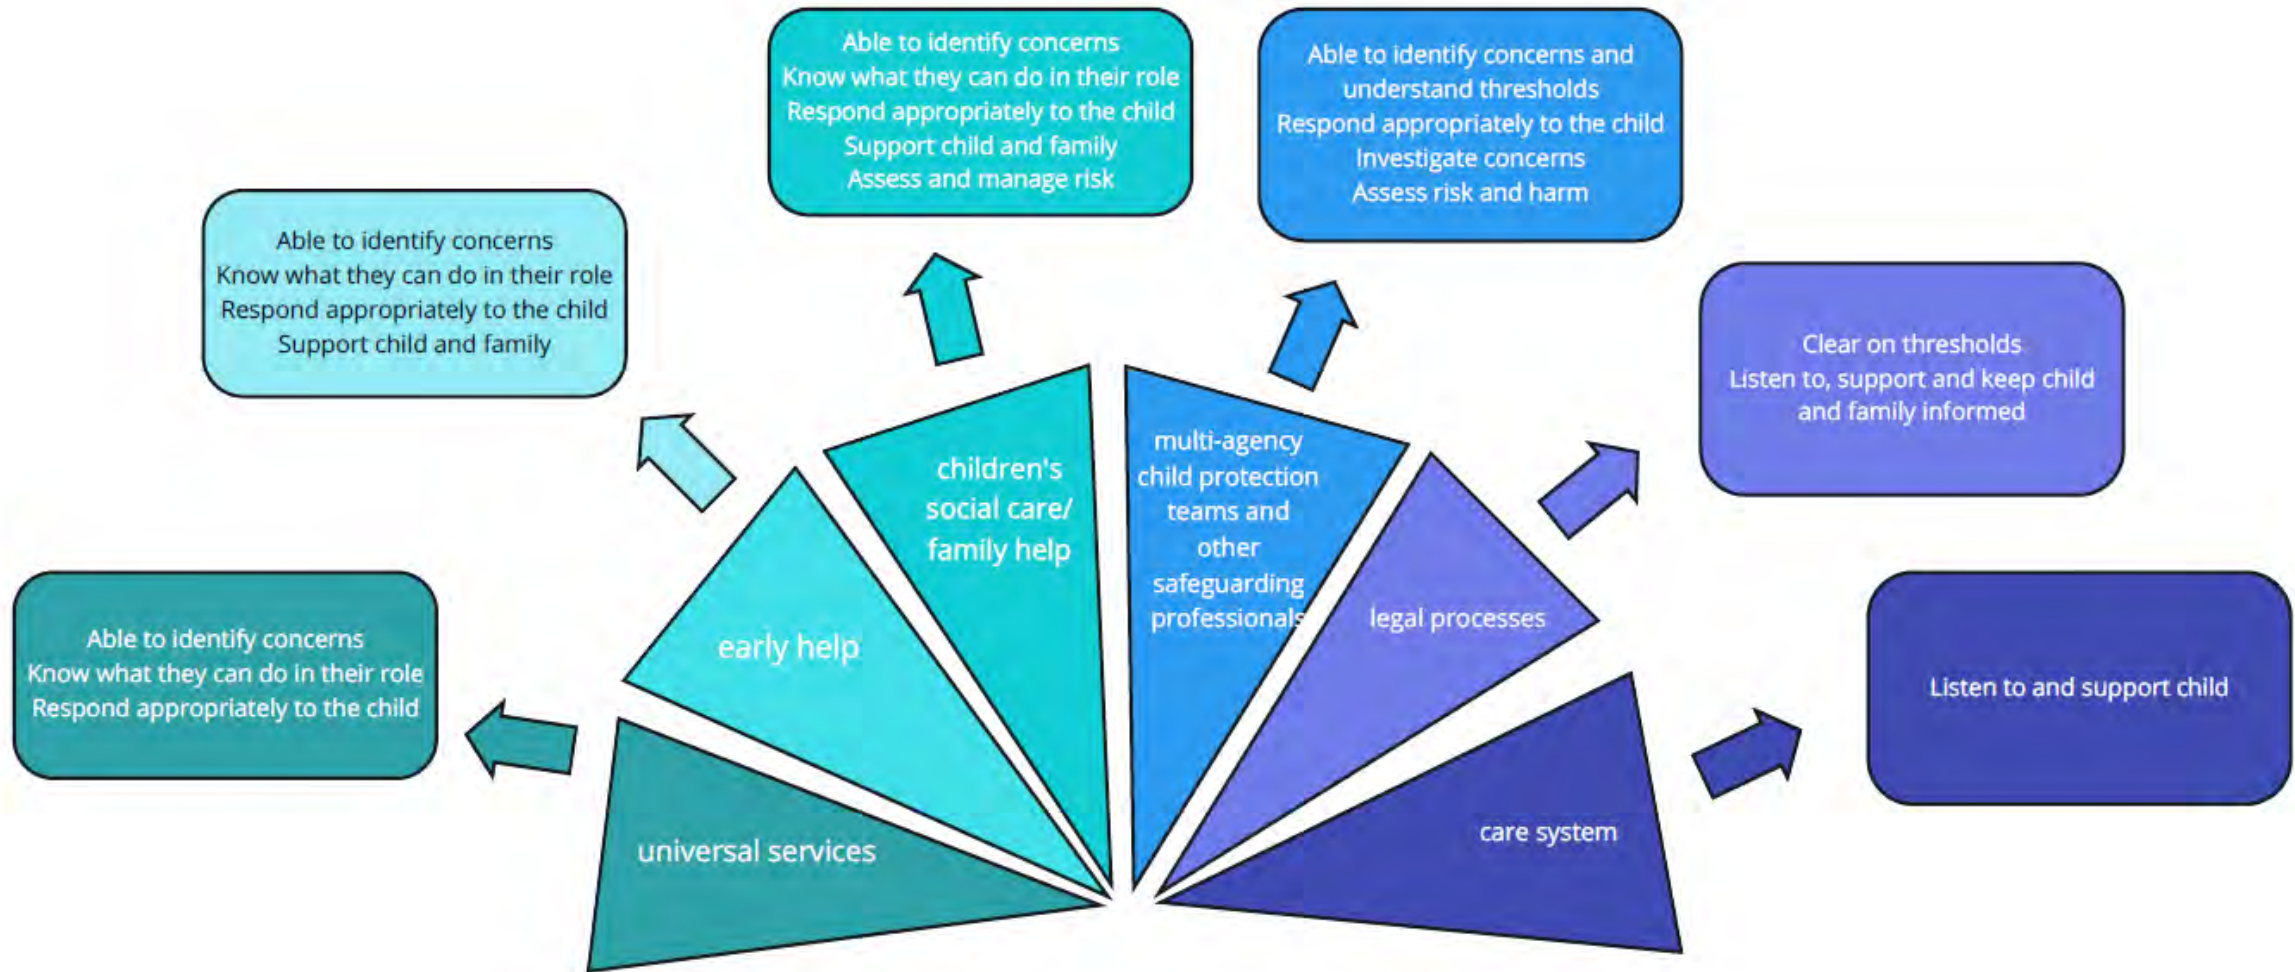 Able to identify concerns
Know what they can do in their role
Respond appropriately to the child
universal services
Able to identify concerns
Know what they can do in their role
Respond appropriately to the child
Support child and family
early help
Able to identify concerns
Know what they can do in their role
Respond appropriately to the child
Support child and family
Assess and manage risk
children's
social care/
family help
Able to identify concerns and
understand thresholds
Respond appropriately to the child
Investigate concerns
Assess risk and harm
multi-agency
child protection
teams and
other
safeguarding
professionals
Clear on thresholds
Listen to, support and keep child
and family informed
legal processes
Listen to and support child
care system